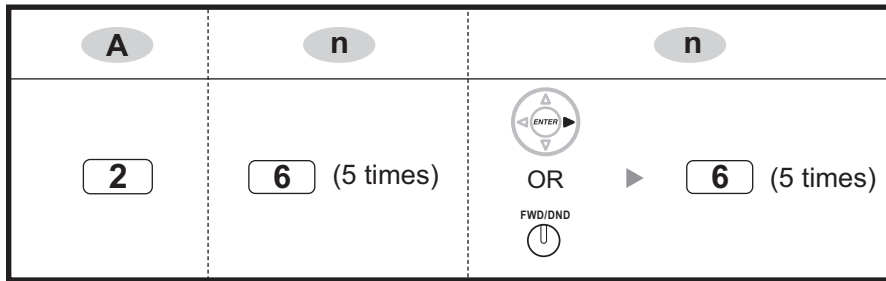 A n n
ENTER
2 6 (5 times) OR 6 (5 times)
FWD/DND